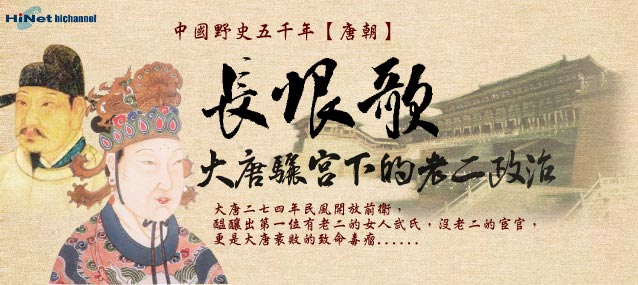 HiNet hichannel
中國野史五千年【唐朝】
長恨歌
大唐驪宮下的老二政治
大唐二七四年民風開放前衛，
醞釀出第一位有老二的女人武氏，沒老二的宦官，
更是大唐衰敗的致命毒瘤......